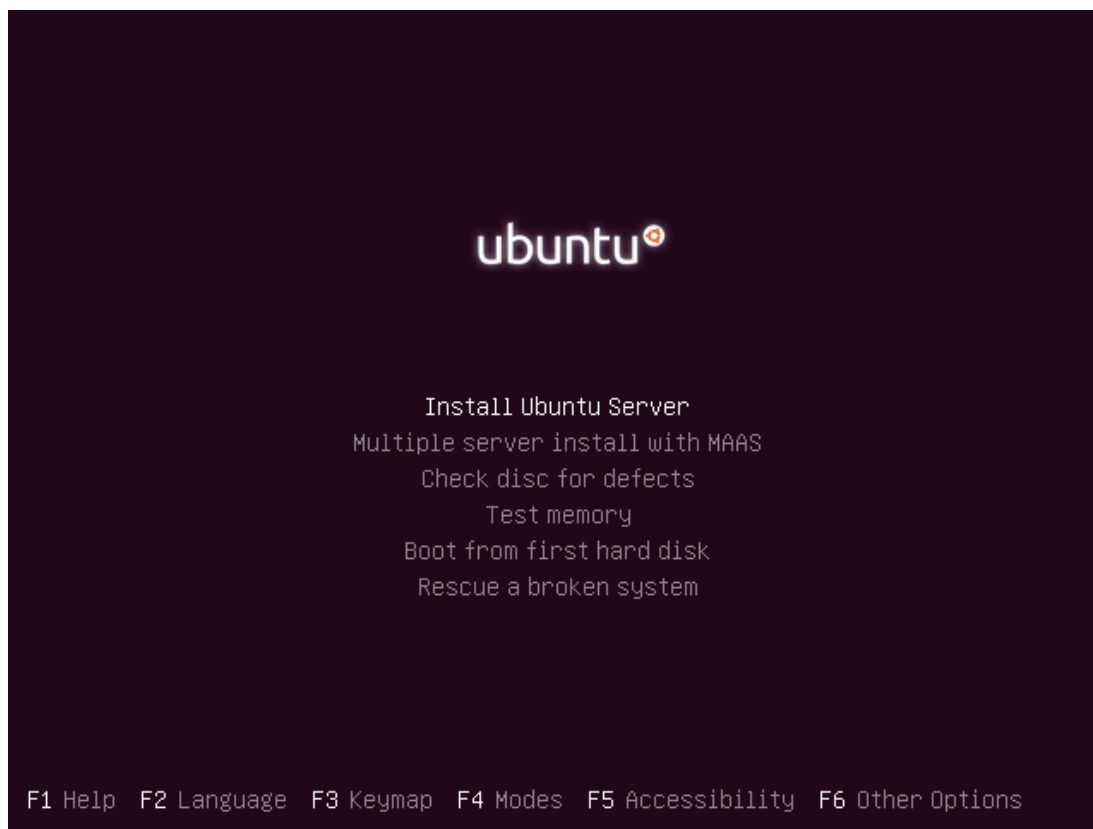 ubuntu
Install Ubuntu Server
Multiple server install with MAAS
Check disc for defects
Test memory
Boot from first hard disk
Rescue a broken system
F1 Help F2 Language F3 Keymap F4 Modes F5 Accessibility F6 Other Options